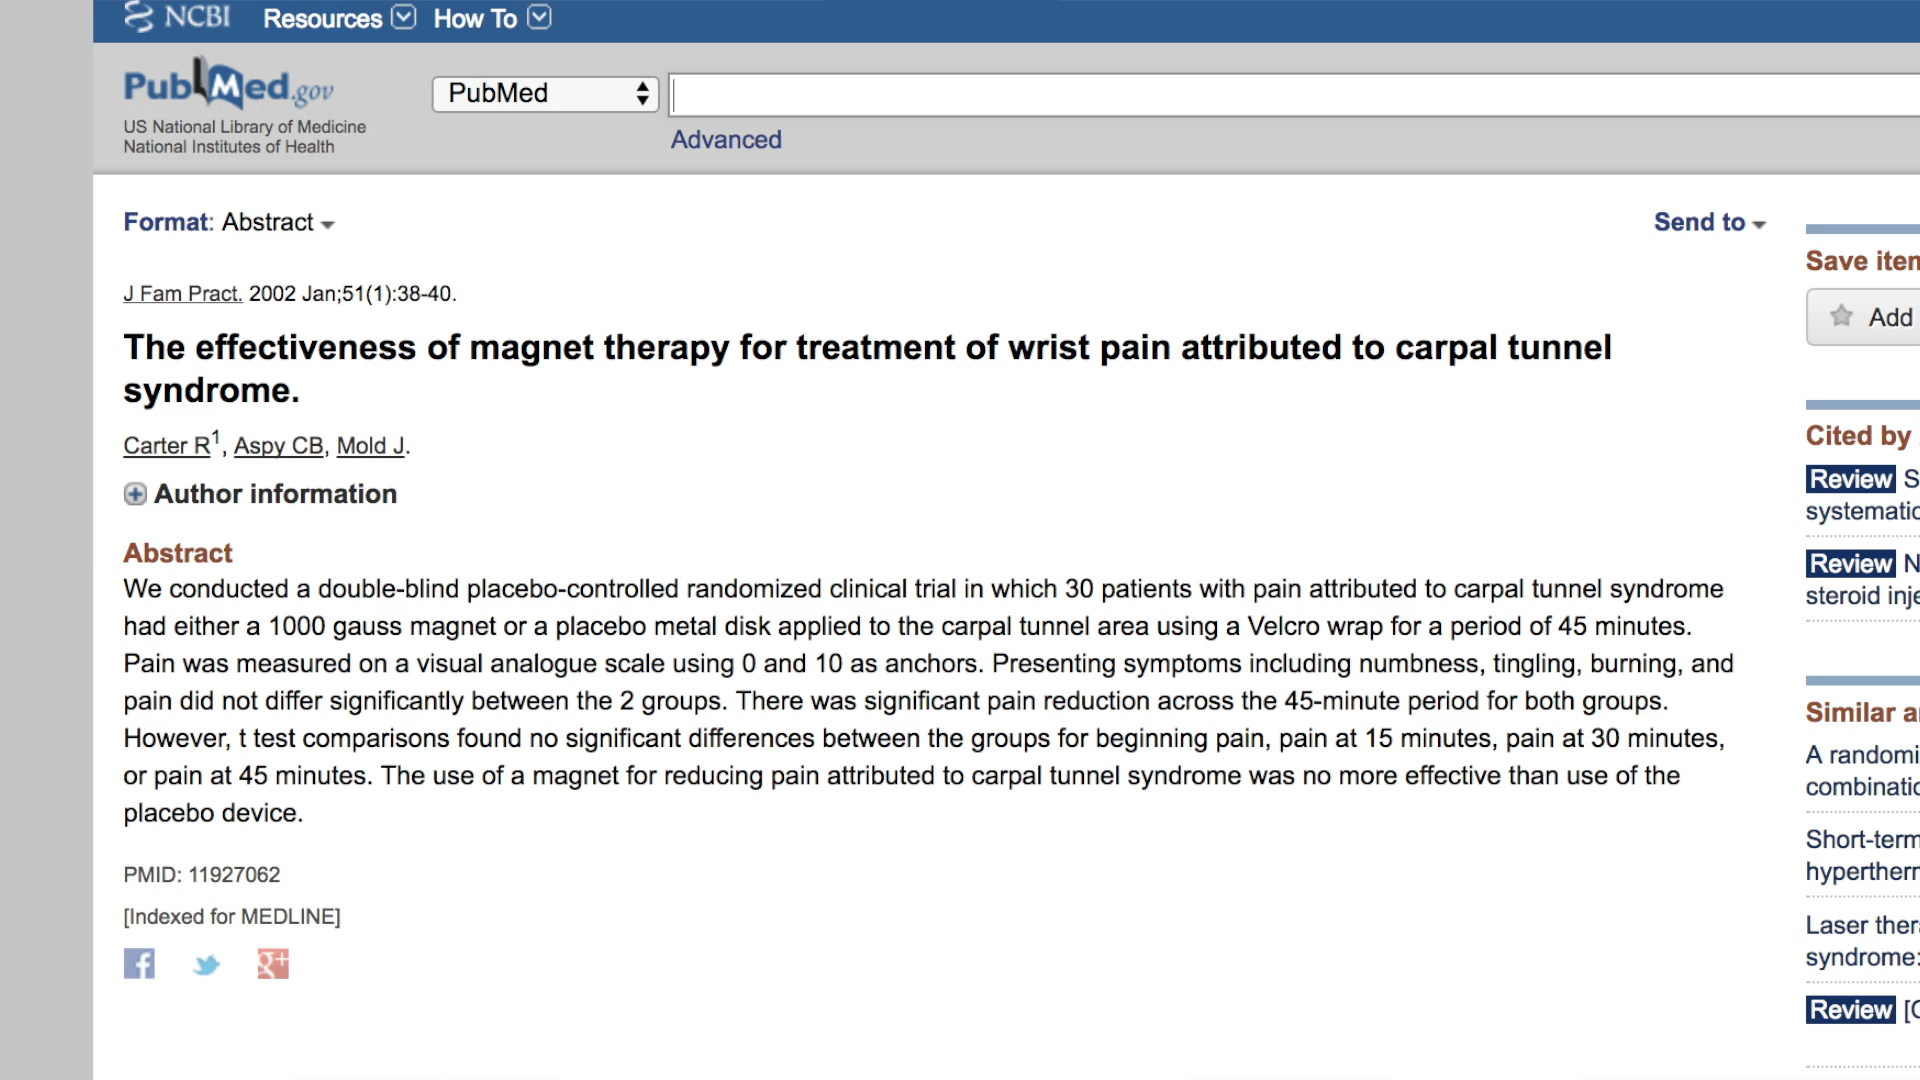 NCBI Resources How To
PubMed.gov
US National Library of Medicine
National Institutes of Health
PubMed
Advanced
Format: Abstract
Send to
J Fam Pract. 2002 Jan;51(1):38-40.
The effectiveness of magnet therapy for treatment of wrist pain attributed to carpal tunnel
syndrome.
Carter R1, Aspy CB, Mold J.
Author information
Abstract
We conducted a double-blind placebo-controlled randomized clinical trial in which 30 patients with pain attributed to carpal tunnel syndrome
had either a 1000 gauss magnet or a placebo metal disk applied to the carpal tunnel area using a Velcro wrap for a period of 45 minutes.
Pain was measured on a visual analogue scale using 0 and 10 as anchors. Presenting symptoms including numbness, tingling, burning, and
pain did not differ significantly between the 2 groups. There was significant pain reduction across the 45-minute period for both groups.
However, t test comparisons found no significant differences between the groups for beginning pain, pain at 15 minutes, pain at 30 minutes,
or pain at 45 minutes. The use of a magnet for reducing pain attributed to carpal tunnel syndrome was no more effective than use of the
placebo device.
PMID: 11927062
[Indexed for MEDLINE]
Save
Add
Cited by
Review
Review
steroid
Similar
A
Short-term
Laser
syndrome:
Review